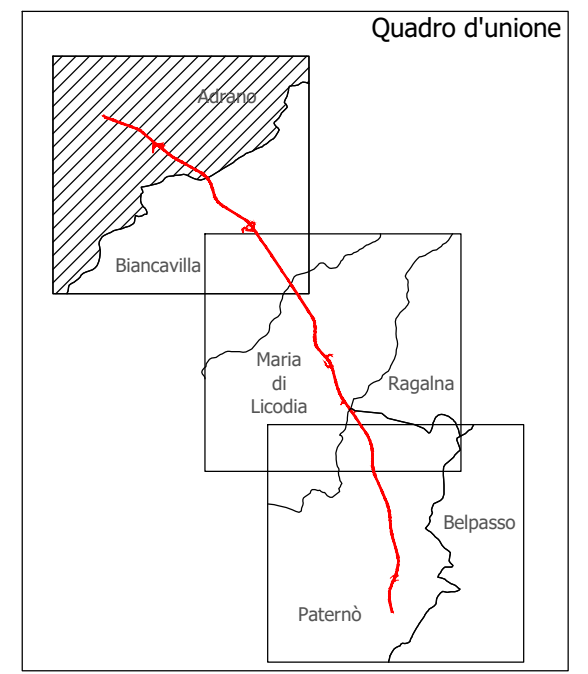 Quadro d'unione
Adrano
Biancavilla
Maria
di
Licodia
Ragalna
Belpasso
Paternò